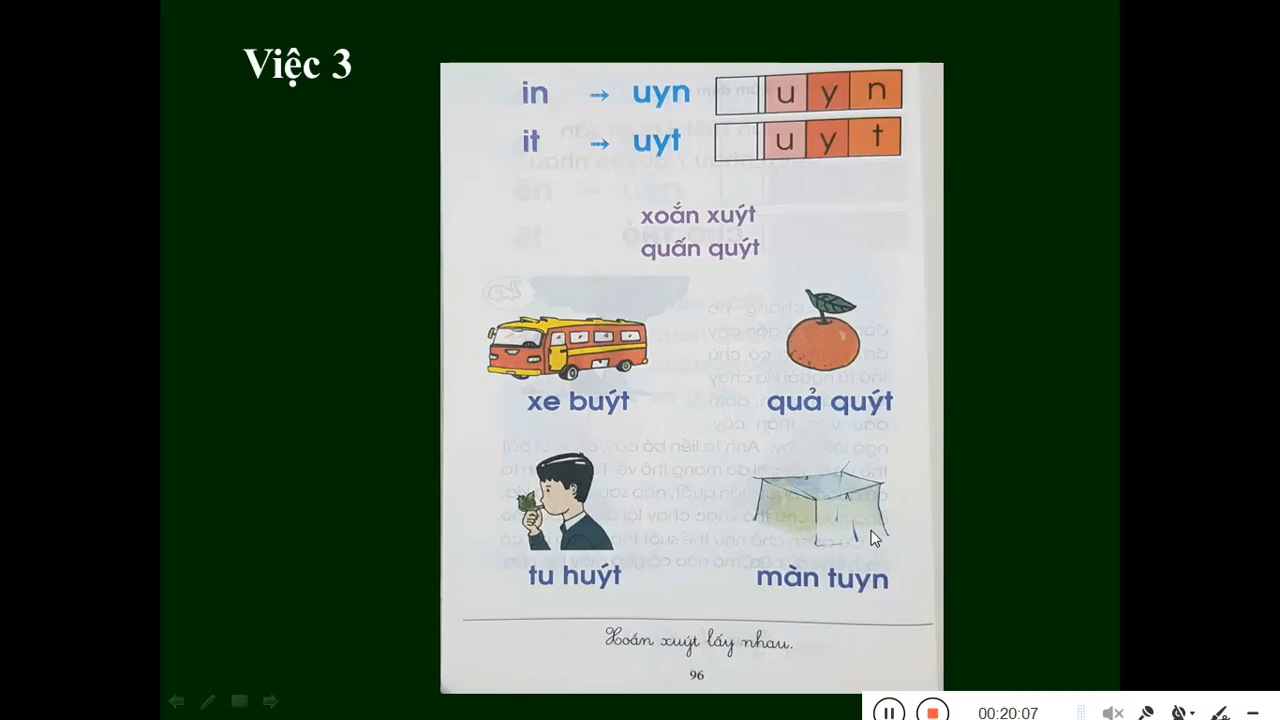 Việc 3
in → uyn u y n
it → uyt u y t
xoắn xuýt
quấn quýt
xe buýt quả quýt
tu huýt màn tuyn
Xoắn xuýt lấy nhau.
96
00:20:07